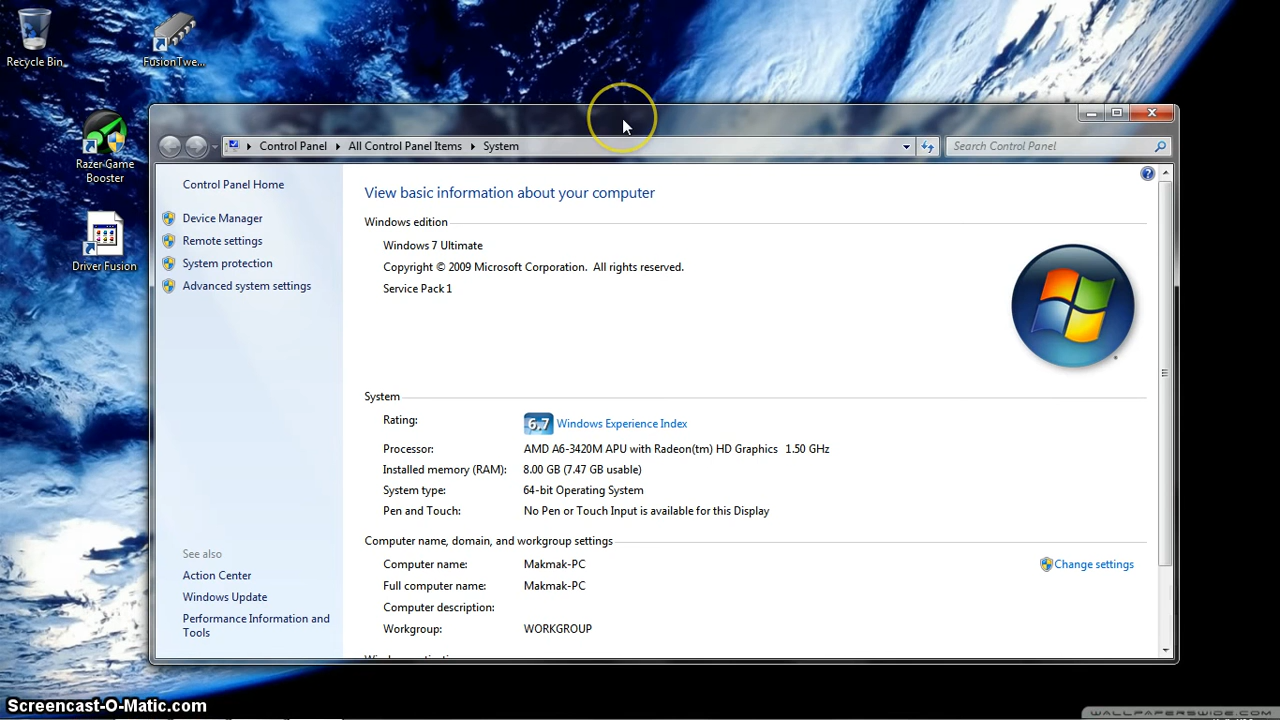 Recycle Bin
FusionTwe...
Razer Game
Booster
Driver Fusion
Control Panel
All Control Panel Items
System
Search Control Panel
Control Panel Home
Device Manager
Remote settings
System protection
Advanced system settings
See also
Action Center
Windows Update
Performance Information and
Tools
View basic information about your computer
Windows edition
Windows 7 Ultimate
Copyright © 2009 Microsoft Corporation. All rights reserved.
Service Pack 1
System
Rating: 6.7 Windows Experience Index
Processor: AMD A6-3420M APU with Radeon(tm) HD Graphics 1.50 GHz
Installed memory (RAM): 8.00 GB (7.47 GB usable)
System type: 64-bit Operating System
Pen and Touch: No Pen or Touch Input is available for this Display
Computer name, domain, and workgroup settings
Computer name: Makmak-PC
Change settings
Full computer name: Makmak-PC
Computer description:
Workgroup: WORKGROUP
Screencast-O-Matic.com
WALLPAPERSWIDE.COM